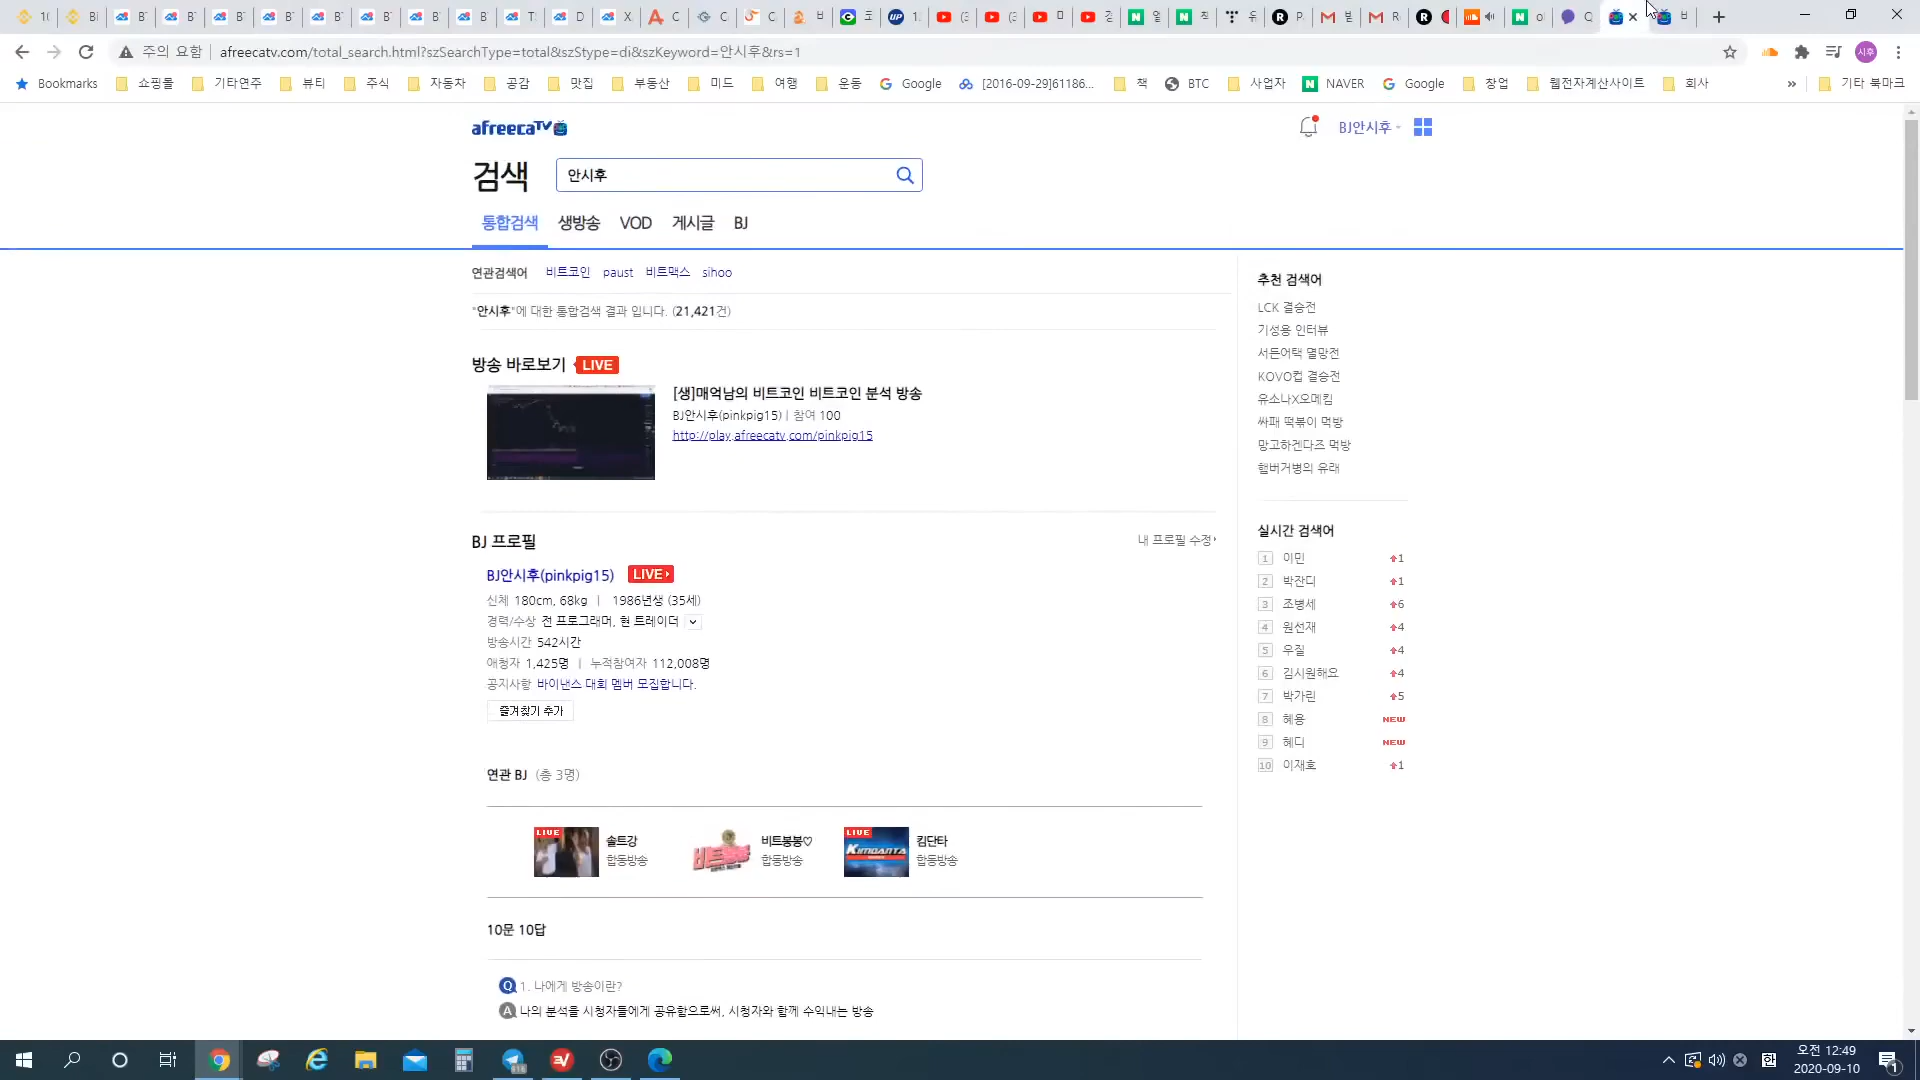 주의 요함
afreecatv.com/total_search.html?szSearchType=total&szStype=di&szKeyword=안시후&rs=1
시후
Bookmarks 쇼핑몰 기타연주 뷰티 주식 자동차 공감 맛집 부동산 미드 여행 운동 Google [2016-09-29]61186... 책 BTC 사업자 NAVER Google 창업 웹전자계산사이트 회사 » 기타 북마크
afreecaTV
BJ안시후
검색
안시후
통합검색 생방송 VOD 게시글 BJ
연관검색어 비트코인 paust 비트맥스 sihoo
"안시후"에 대한 통합검색 결과 입니다. (21,421건)
방송 바로보기 LIVE
[생]매억남의 비트코인 비트코인 분석 방송
BJ안시후(pinkpig15) | 참여 100
http://play.afreecatv.com/pinkpig15
BJ 프로필
내 프로필 수정
BJ안시후(pinkpig15) LIVE
신체 180cm, 68kg | 1986년생 (35세)
경력/수상 전 프로그래머, 현 트레이더
방송시간 542시간
애청자 1,425명 | 누적참여자 112,008명
공지사항 바이낸스 대회 멤버 모집합니다.
즐겨찾기 추가
연관 BJ (총 3명)
LIVE
솔트강
합동방송
비트봉봉♡
합동방송
LIVE
KIMDANTA
킴단타
합동방송
10문 10답
Q 1. 나에게 방송이란?
A 나의 분석을 시청자들에게 공유함으로써, 시청자와 함께 수익내는 방송
추천 검색어
LCK 결승전
기성용 인터뷰
서든어택 멸망전
KOVO컵 결승전
유소나X오메킴
싸패 떡볶이 먹방
망고하겐다즈 먹방
햄버거병의 유래
실시간 검색어
1 이민 1
2 박잔디 1
3 조병세 6
4 원선재 4
5 우질 4
6 김시원해요 4
7 박가린 5
8 혜용 NEW
9 혜디 NEW
10 이재호 1
한
오전 12:49
2020-09-10
1